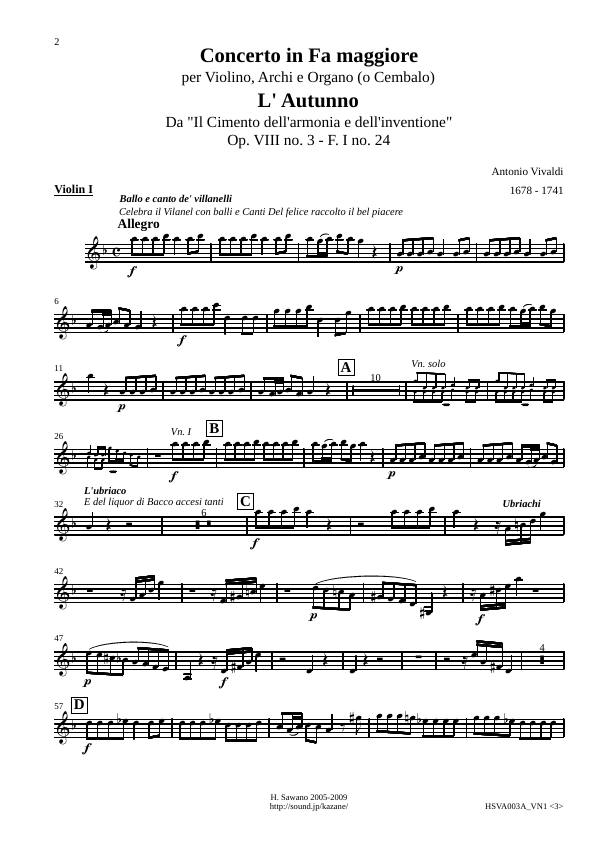 2
Concerto in Fa maggiore
per Violino, Archi e Organo (o Cembalo)
L' Autunno
Da "Il Cimento dell'armonia e dell'inventione"
Op. VIII no. 3 - F. I no. 24
Antonio Vivaldi
1678 - 1741
Violin I
Ballo e canto de' villanelli
Celebra il Vilanel con balli e Canti Del felice raccolto il bel piacere
Allegro
f p
6
f
11
A
10
Vn. solo
p
26
Vn. I
B
f p
L'ubriaco
E del liquor di Bacco accesi tanti
32
6
C
Ubriachi
f
42
p f
47
4
p f
57
D
f
H. Sawano 2005-2009
http://sound.jp/kazane/
HSVA003A_VN1 <3>